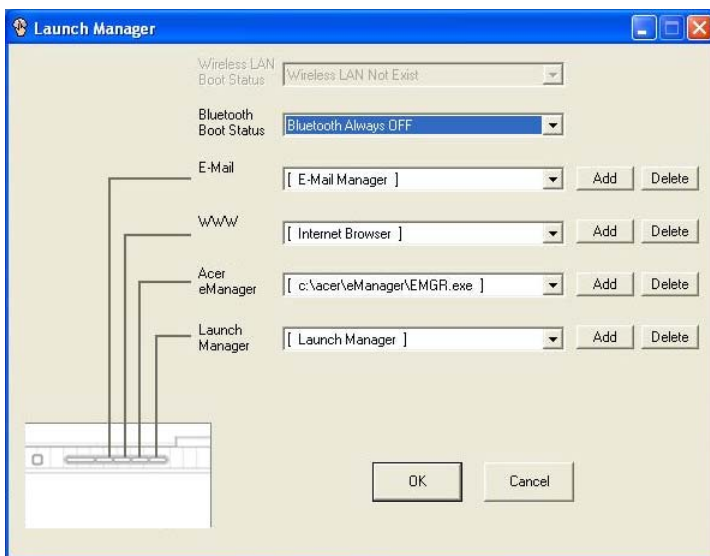 Launch Manager
Wireless LAN
Boot Status
Wireless LAN Not Exist
Bluetooth
Boot Status
Bluetooth Always OFF
E-Mail
[ E-Mail Manager ]
Add
Delete
WWW
[ Internet Browser ]
Add
Delete
Acer
eManager
[ c:\acer\eManager\EMGR.exe ]
Add
Delete
Launch
Manager
[ Launch Manager ]
Add
Delete
OK
Cancel